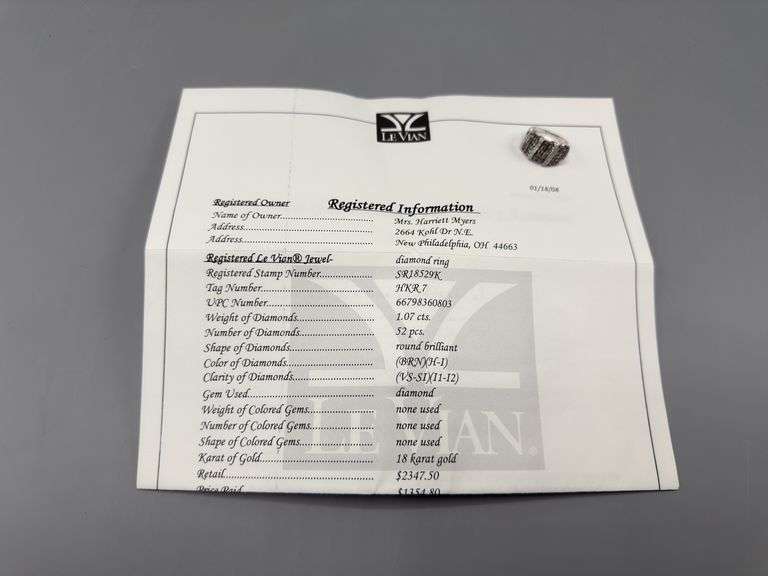 LE VIAN
01/18/08
Registered Information
Registered Owner
Name of Owner.............................. Mrs. Harriett Myers
Address.............................. 2664 Kohl Dr N.E.
Address.............................. New Philadelphia, OH 44663
Registered Le Vian® Jewel- diamond ring
Registered Stamp Number.............. SR18529K
Tag Number.............................. HKR 7
UPC Number.............................. 66798360803
Weight of Diamonds.................... 1.07 cts.
Number of Diamonds.................... 52 pcs.
Shape of Diamonds.................... round brilliant
Color of Diamonds.................... (BRN)(H-I)
Clarity of Diamonds.................... (VS-SI)(I1-I2)
Gem Used.............................. diamond
Weight of Colored Gems.............. none used
Number of Colored Gems.............. none used
Shape of Colored Gems.............. none used
Karat of Gold.............................. 18 karat gold
Retail.............................. $2347.50
Price Paid.............................. $1354.80
LE VIAN®